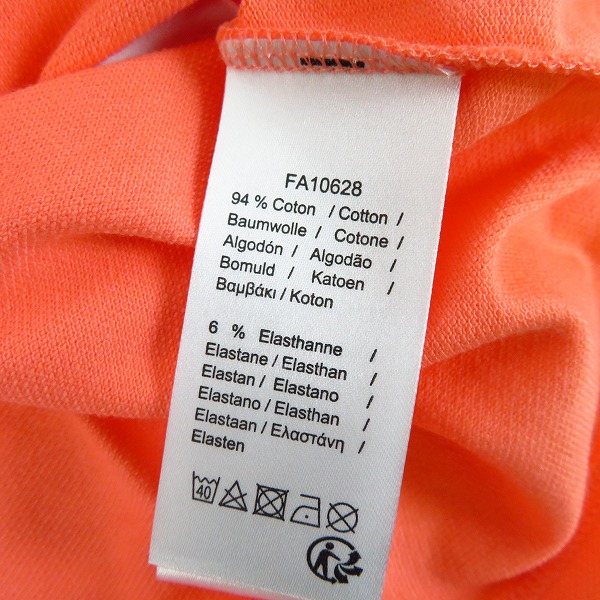 FA10628
94 % Coton / Cotton /
Baumwolle / Cotone /
Algodón / Algodão /
Bomuld / Katoen /
Βαμβάκι / Koton
6 % Elasthanne /
Elastane / Elasthan /
Elastan / Elastano /
Elastano / Elasthan /
Elastaan / Ελαστάνη /
Elasten
40